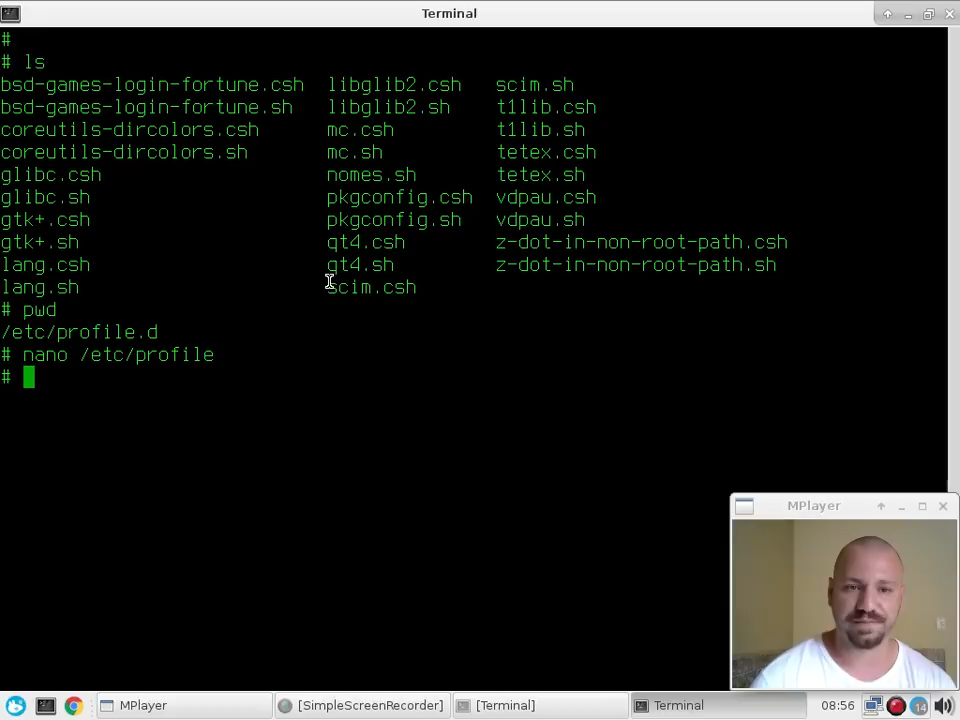 Terminal
#
# ls
bsd-games-login-fortune.csh libglib2.csh scim.sh
bsd-games-login-fortune.sh libglib2.sh t1lib.csh
coreutils-dircolors.csh mc.csh t1lib.sh
coreutils-dircolors.sh mc.sh tetex.csh
glibc.csh nomes.sh tetex.sh
glibc.sh pkgconfig.csh vdpau.csh
gtk+.csh pkgconfig.sh vdpau.sh
gtk+.sh qt4.csh z-dot-in-non-root-path.csh
lang.csh qt4.sh z-dot-in-non-root-path.sh
lang.sh scim.csh
# pwd
/etc/profile.d
# nano /etc/profile
#
MPlayer
MPlayer [SimpleScreenRecorder] [Terminal] Terminal 08:56 14